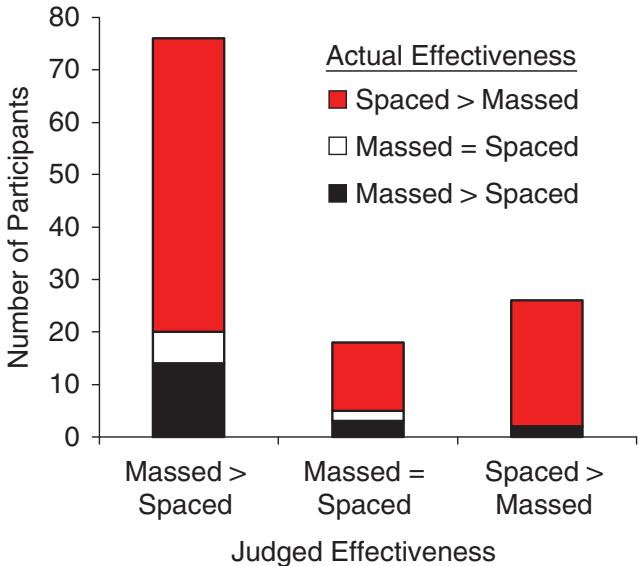 80
70
60
50
40
30
20
10
0
Number of Participants
Actual Effectiveness
Spaced > Massed
Massed = Spaced
Massed > Spaced
Massed >
Spaced
Massed =
Spaced
Spaced >
Massed
Judged Effectiveness